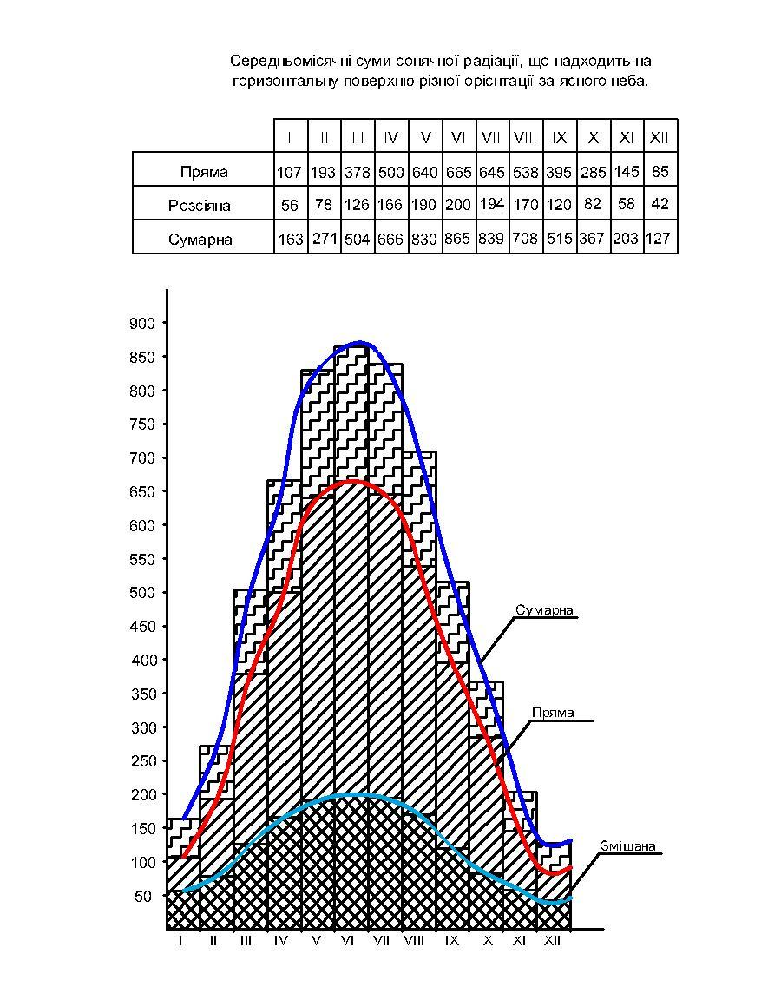 Середньомісячні суми сонячної радіації, що надходить на
горизонтальну поверхню різної орієнтації за ясного неба.
I II III IV V VI VII VIII IX X XI XII
Пряма 107 193 378 500 640 665 645 538 395 285 145 85
Розсіяна 56 78 126 166 190 200 194 170 120 82 58 42
Сумарна 163 271 504 666 830 865 839 708 515 367 203 127
900
850
800
750
700
650
600
550
500
450
400
350
300
250
200
150
100
50
Сумарна
Пряма
Змішана
I II III IV V VI VII VIII IX X XI XII